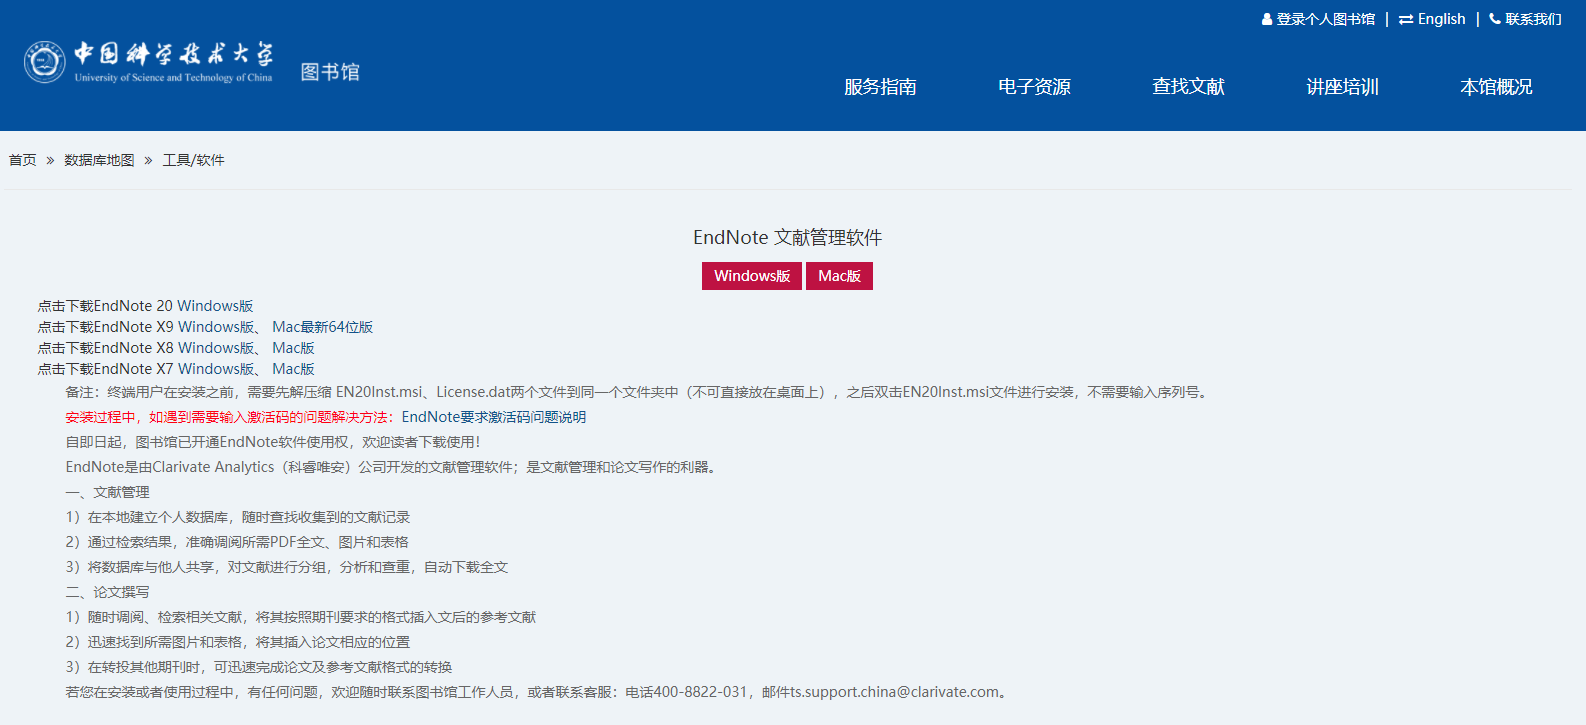 登录个人图书馆 | English | 联系我们
中国科学技术大学
University of Science and Technology of China
图书馆
服务指南 电子资源 查找文献 讲座培训 本馆概况
首页 » 数据库地图 » 工具/软件
EndNote 文献管理软件
Windows版 Mac版
点击下载EndNote 20 Windows版
点击下载EndNote X9 Windows版、 Mac最新64位版
点击下载EndNote X8 Windows版、 Mac版
点击下载EndNote X7 Windows版、 Mac版
备注：终端用户在安装之前，需要先解压缩 EN20Inst.msi、License.dat两个文件到同一个文件夹中（不可直接放在桌面上），之后双击EN20Inst.msi文件进行安装，不需要输入序列号。
安装过程中，如遇到需要输入激活码的问题解决方法：EndNote要求激活码问题说明
自即日起，图书馆已开通EndNote软件使用权，欢迎读者下载使用！
EndNote是由Clarivate Analytics（科睿唯安）公司开发的文献管理软件；是文献管理和论文写作的利器。
一、文献管理
1）在本地建立个人数据库，随时查找收集到的文献记录
2）通过检索结果，准确调阅所需PDF全文、图片和表格
3）将数据库与他人共享，对文献进行分组，分析和查重，自动下载全文
二、论文撰写
1）随时调阅、检索相关文献，将其按照期刊要求的格式插入文后的参考文献
2）迅速找到所需图片和表格，将其插入论文相应的位置
3）在转投其他期刊时，可迅速完成论文及参考文献格式的转换
若您在安装或者使用过程中，有任何问题，欢迎随时联系图书馆工作人员，或者联系客服：电话400-8822-031，邮件ts.support.china@clarivate.com。